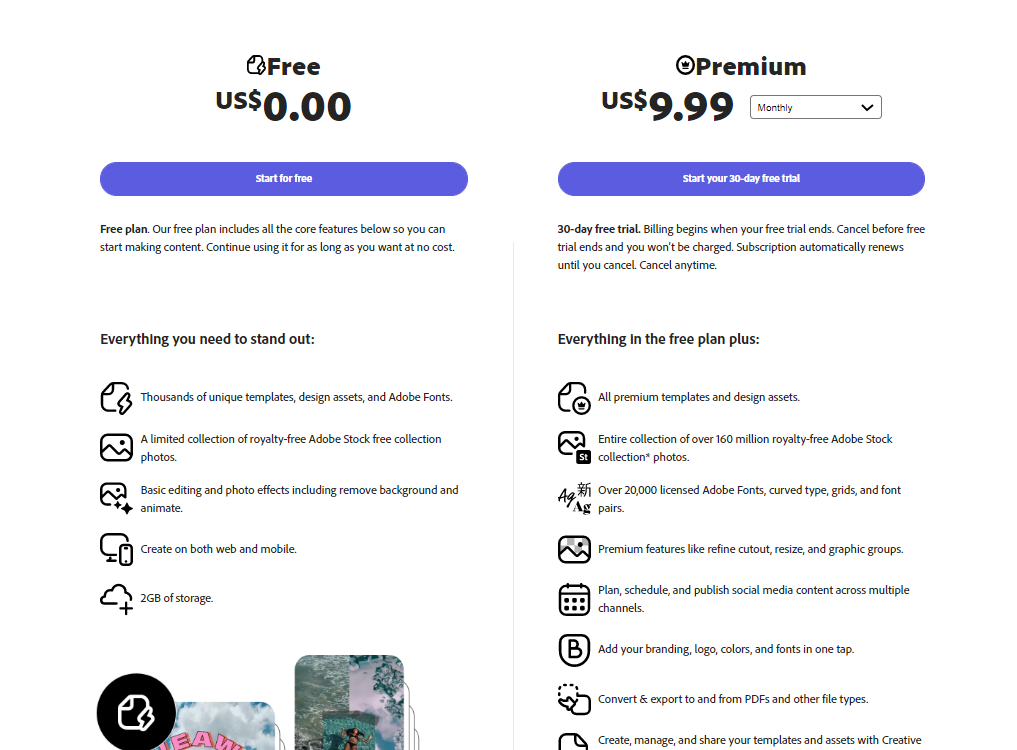 Free
US$0.00
Start for free
Free plan. Our free plan includes all the core features below so you can
start making content. Continue using it for as long as you want at no cost.
Everything you need to stand out:
Thousands of unique templates, design assets, and Adobe Fonts.
A limited collection of royalty-free Adobe Stock free collection
photos.
Basic editing and photo effects including remove background and
animate.
Create on both web and mobile.
2GB of storage.
Premium
US$9.99
Monthly
Start your 30-day free trial
30-day free trial. Billing begins when your free trial ends. Cancel before free
trial ends and you won't be charged. Subscription automatically renews
until you cancel. Cancel anytime.
Everything in the free plan plus:
All premium templates and design assets.
St
Entire collection of over 160 million royalty-free Adobe Stock
collection* photos.
Ag 新
Ag
Over 20,000 licensed Adobe Fonts, curved type, grids, and font
pairs.
Premium features like refine cutout, resize, and graphic groups.
Plan, schedule, and publish social media content across multiple
channels.
B
Add your branding, logo, colors, and fonts in one tap.
Convert & export to and from PDFs and other file types.
Create, manage, and share your templates and assets with Creative